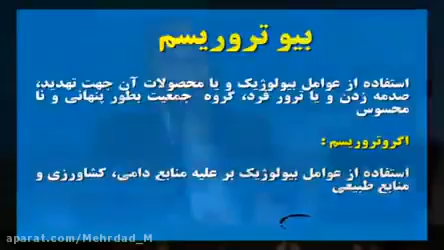 بیو تروریسم
استفاده از عوامل بیولوژیک و یا محصولات آن جهت تهدید،
صدمه زدن و یا ترور فرد، گروه جمعیت بطور پنهانی و نا
محسوس
اگروتروریسم :
استفاده از عوامل بیولوژیک بر علیه منابع دامی، کشاورزی و
منابع طبیعی
aparat.com/Mehrdad_M